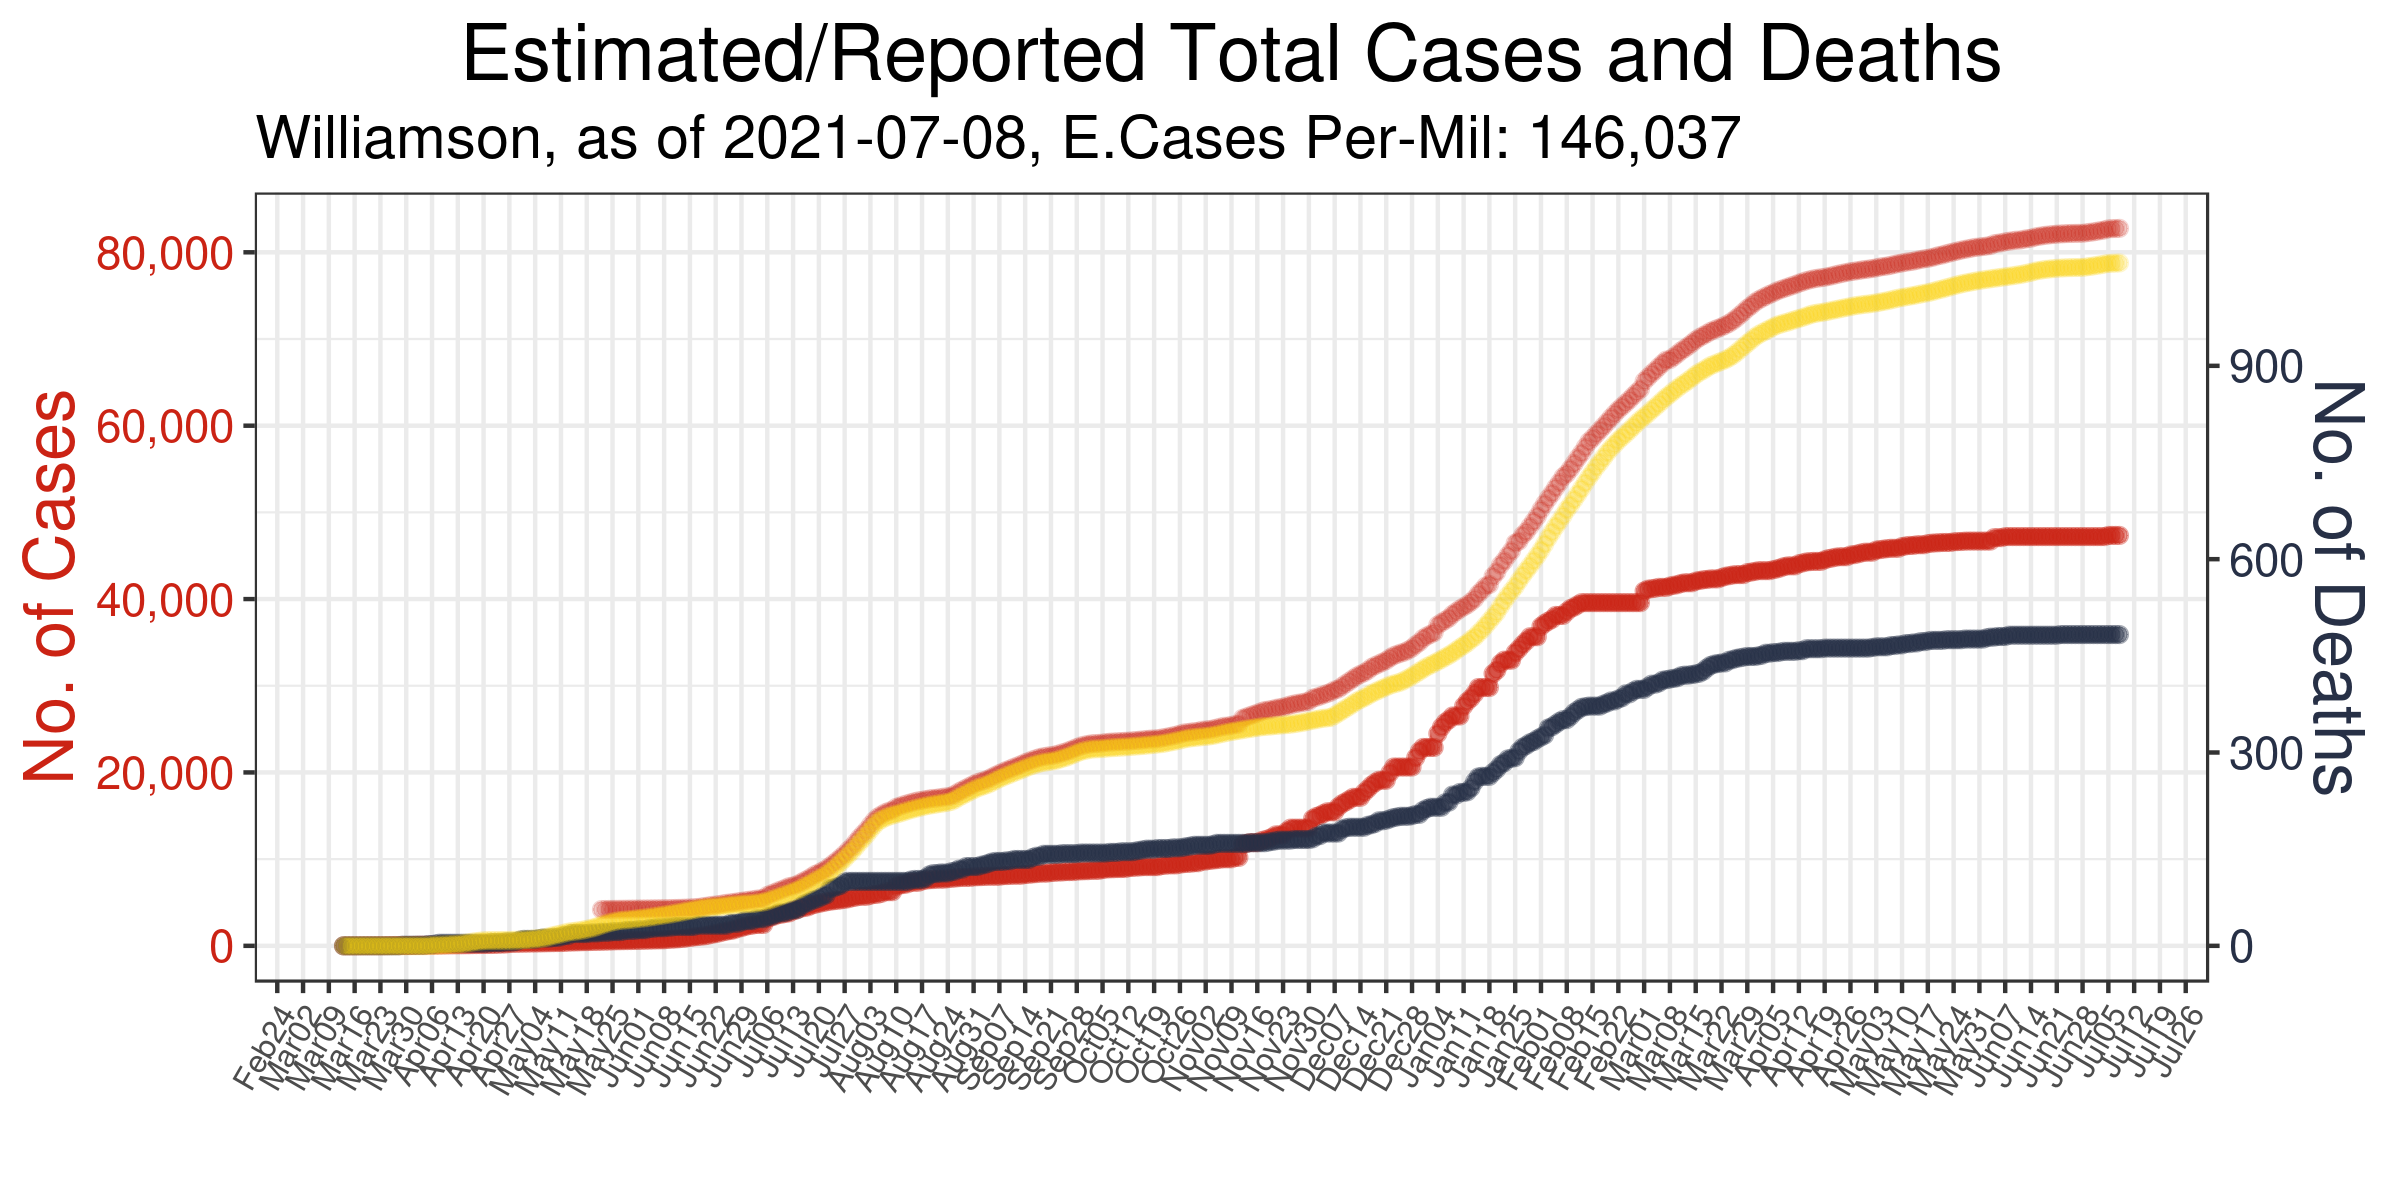 Estimated/Reported Total Cases and Deaths
Williamson, as of 2021-07-08, E.Cases Per-Mil: 146,037
No. of Cases
80,000
60,000
40,000
20,000
0
900
600
300
0
No. of Deaths
Feb24
Mar02
Mar09
Mar16
Mar23
Mar30
Apr06
Apr13
Apr20
Apr27
May04
May11
May18
May25
Jun01
Jun08
Jun15
Jun22
Jun29
Jul06
Jul13
Jul20
Jul27
Aug03
Aug10
Aug17
Aug24
Aug31
Sep07
Sep14
Sep21
Sep28
Oct05
Oct12
Oct19
Oct26
Nov02
Nov09
Nov16
Nov23
Nov30
Dec07
Dec14
Dec21
Dec28
Jan04
Jan11
Jan18
Jan25
Feb01
Feb08
Feb15
Feb22
Mar01
Mar08
Mar15
Mar22
Mar29
Apr05
Apr12
Apr19
Apr26
May03
May10
May17
May24
May31
Jun07
Jun14
Jun21
Jun28
Jul05
Jul12
Jul19
Jul26